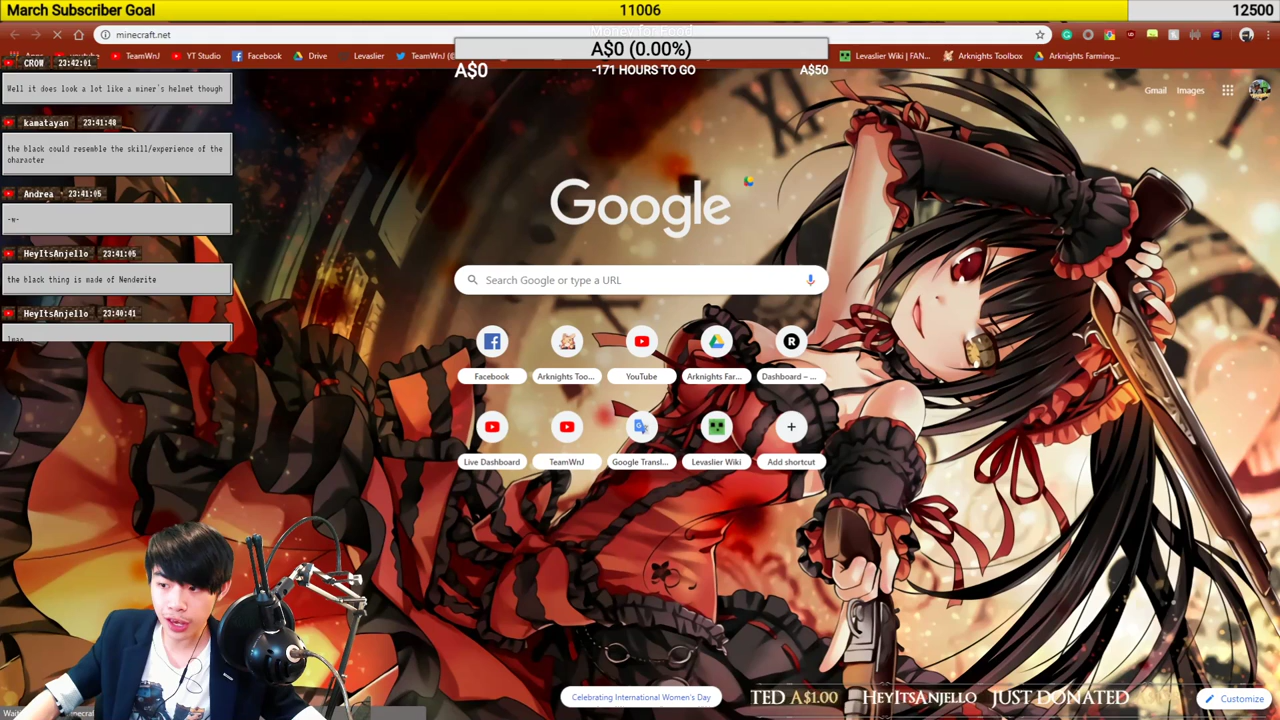 March Subscriber Goal
11006
12500
minecraft.net
A$0 (0.00%)
A$0
-171 HOURS TO GO
A$50
Apps
TeamWnJ
YT Studio
Facebook
Drive
Levaslier
TeamWnJ (@
Levaslier Wiki | FAN...
Arknights Toolbox
Arknights Farming...
CROW 23:42:01
Well it does look a lot like a miner's helmet though
kamatayan 23:41:48
the black could resemble the skill/experience of the
character
Andrea - 23:41:05
-w-
HeyItsAnjello 23:41:05
the black thing is made of Nenderite
HeyItsAnjello 23:40:41
lmao
Gmail
Images
Google
Search Google or type a URL
Facebook
Arknights Too...
YouTube
Arknights Far...
Dashboard – ...
Live Dashboard
TeamWnJ
Google Transl...
Levaslier Wiki
Add shortcut
Celebrating International Women's Day
TED A$1.00 HEYITSANJELLO JUST DONATED
Customize